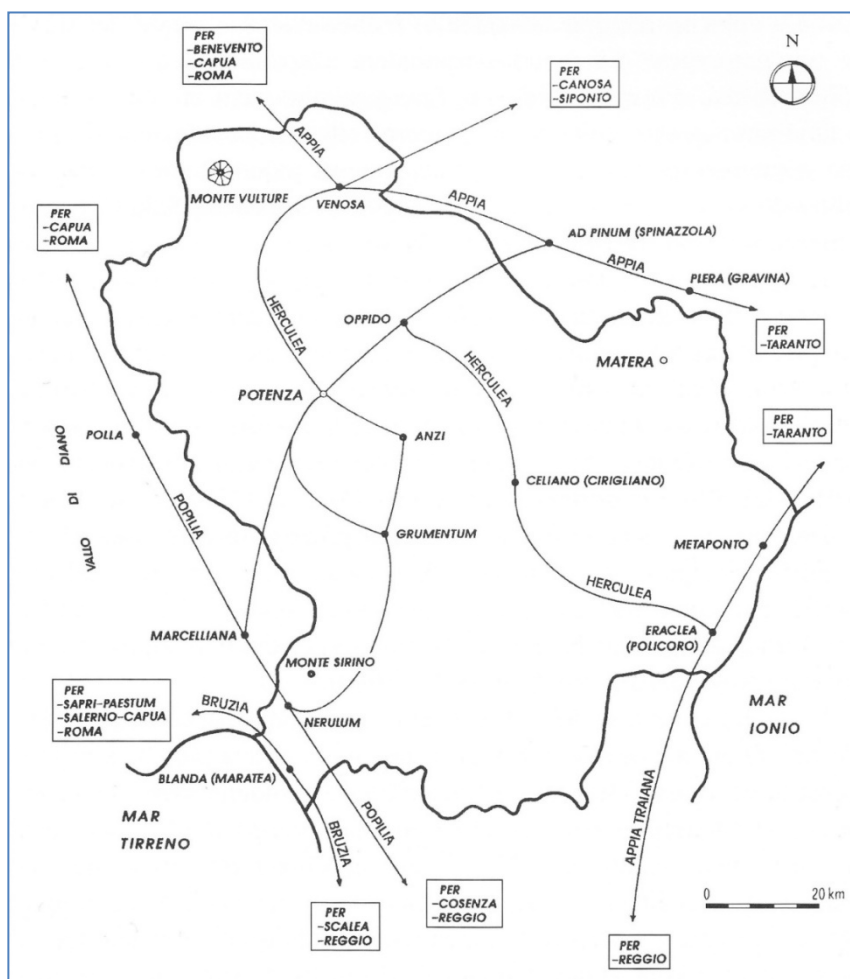 PER
-BENEVENTO
-CAPUA
-ROMA
N
PER
-CANOSA
-SIPONTO
APPIA
MONTE VULTURE
VENOSA
APPIA
PER
-CAPUA
-ROMA
AD PINUM (SPINAZZOLA)
APPIA
PLERA (GRAVINA)
HERCULEA
OPPIDO
PER
-TARANTO
HERCULEA
MATERA
POTENZA
PER
-TARANTO
POLLA
ANZI
VALLO DI DIANO
CELIANO (CIRIGLIANO)
POPILIA
GRUMENTUM
METAPONTO
HERCULEA
MARCELLIANA
ERACLEA
(POLICORO)
MONTE SIRINO
PER
-SAPRI-PAESTUM
-SALERNO-CAPUA
-ROMA
BRUZIA
NERULUM
MAR
IONIO
BLANDA (MARATEA)
MAR
TIRRENO
BRUZIA
POPILIA
APPIA TRAIANA
0 20 km
PER
-SCALEA
-REGGIO
PER
-COSENZA
-REGGIO
PER
-REGGIO